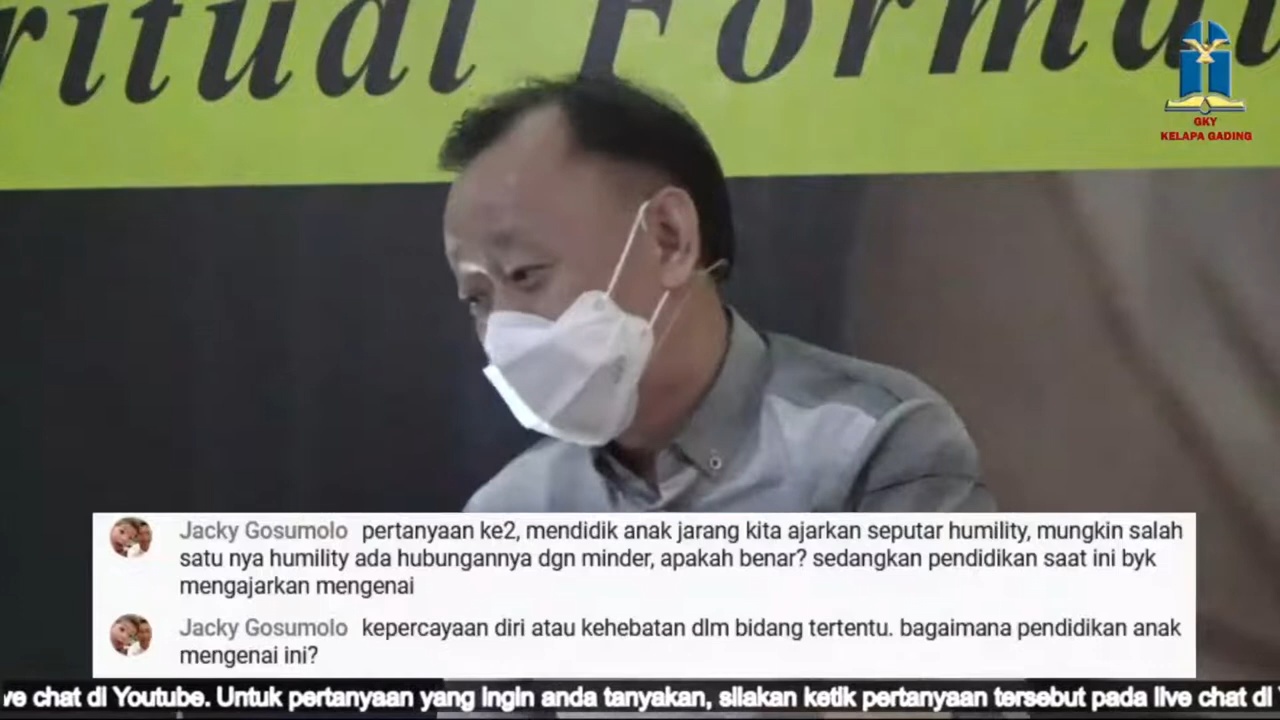 ritual Forma
GKY
KELAPA GADING
Jacky Gosumolo pertanyaan ke2, mendidik anak jarang kita ajarkan seputar humility, mungkin salah
satu nya humility ada hubungannya dgn minder, apakah benar? sedangkan pendidikan saat ini byk
mengajarkan mengenai
Jacky Gosumolo kepercayaan diri atau kehebatan dlm bidang tertentu. bagaimana pendidikan anak
mengenai ini?
ve chat di Youtube. Untuk pertanyaan yang ingin anda tanyakan, silakan ketik pertanyaan tersebut pada live chat di